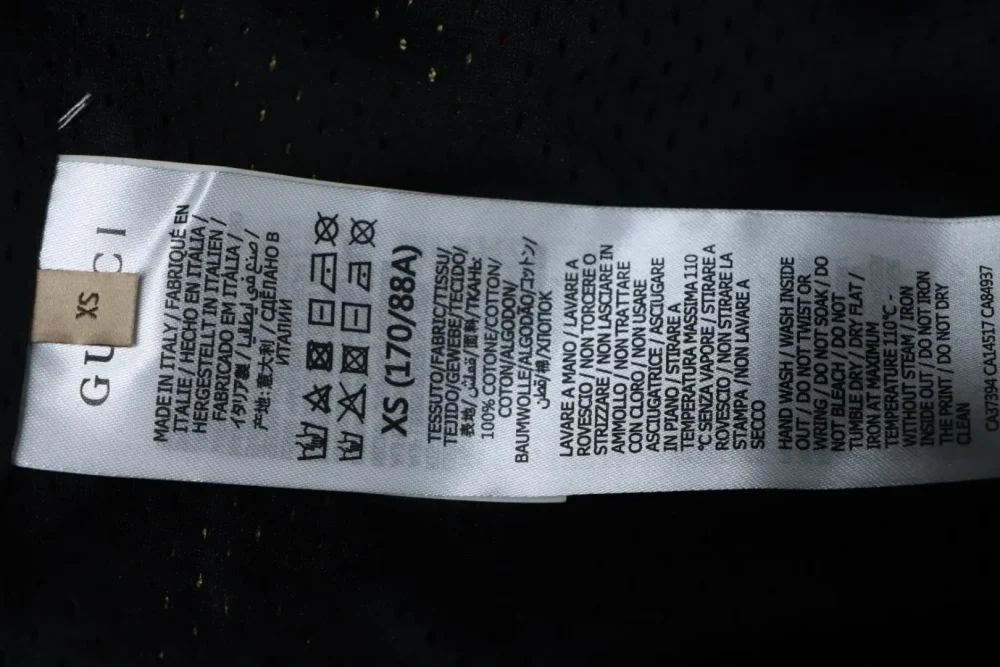 GUCCI
XS
MADE IN ITALY / FABRIQUÉ EN
ITALIE / HECHO EN ITALIA /
HERGESTELLT IN ITALIEN /
FABRICADO EM ITÁLIA /
イタリア製 / صنع في إيطاليا /
产地:意大利 / СДЕЛАНО В
ИТАЛИИ
XS (170/88A)
TESSUTO/FABRIC/TISSU/
TEJIDO/GEWEBE/TECIDO/
表地/قماش/面料/ТКАНЬ:
100% COTONE/COTTON/
COTON/ALGODON/
BAUMWOLLE/ALGODÃO/コットン/
قطن/棉/ХЛОПОК
LAVARE A MANO / LAVARE A
ROVESCIO / NON TORCERE O
STRIZZARE / NON LASCIARE IN
AMMOLLO / NON TRATTARE
CON CLORO / NON USARE
ASCIUGATRICE / ASCIUGARE
IN PIANO / STIRARE A
TEMPERATURA MASSIMA 110
°C SENZA VAPORE / STIRARE A
ROVESCIO / NON STIRARE LA
STAMPA /NON LAVARE A
SECCO
HAND WASH / WASH INSIDE
OUT / DO NOT TWIST OR
WRING / DO NOT SOAK / DO
NOT BLEACH / DO NOT
TUMBLE DRY / DRY FLAT /
IRON AT MAXIMUM
TEMPERATURE 110°C -
WITHOUT STEAM / IRON
INSIDE OUT / DO NOT IRON
THE PRINT / DO NOT DRY
CLEAN
CA37394 CA14517 CA84937